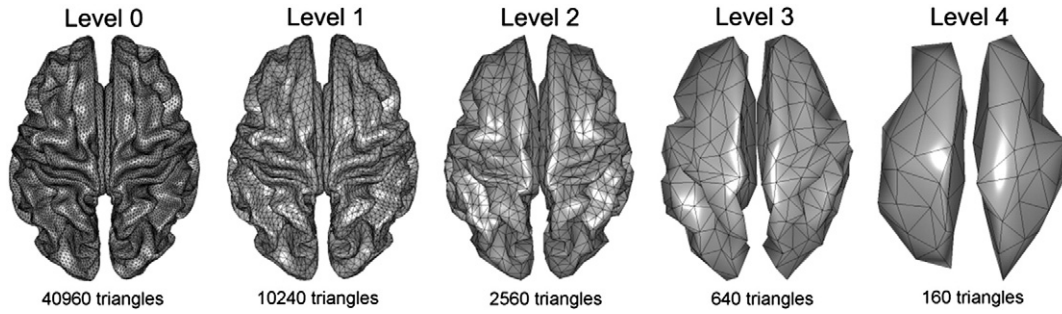 Level 0
Level 1
Level 2
Level 3
Level 4
40960 triangles
10240 triangles
2560 triangles
640 triangles
160 triangles